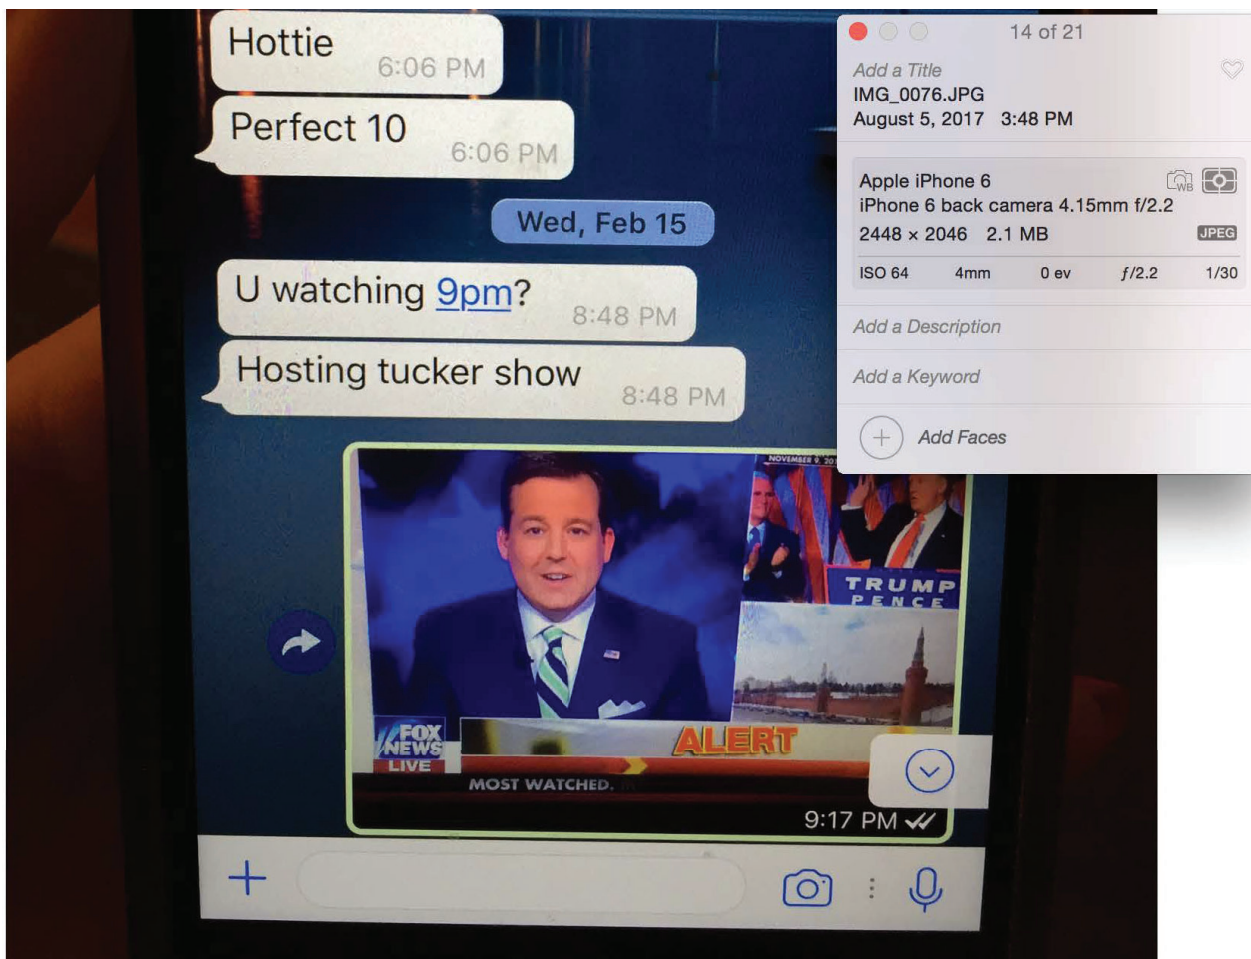 Hottie
6:06 PM
Perfect 10
6:06 PM
Wed, Feb 15
U watching 9pm?
8:48 PM
Hosting tucker show
8:48 PM
NOVEMBER 9, 20
TRUMP
PENCE
FOX
NEWS
LIVE
ALERT
MOST WATCHED.
9:17 PM
14 of 21
Add a Title
IMG_0076.JPG
August 5, 2017 3:48 PM
Apple iPhone 6
WB
iPhone 6 back camera 4.15mm f/2.2
2448 × 2046 2.1 MB
JPEG
ISO 64 4mm 0 ev ƒ/2.2 1/30
Add a Description
Add a Keyword
Add Faces